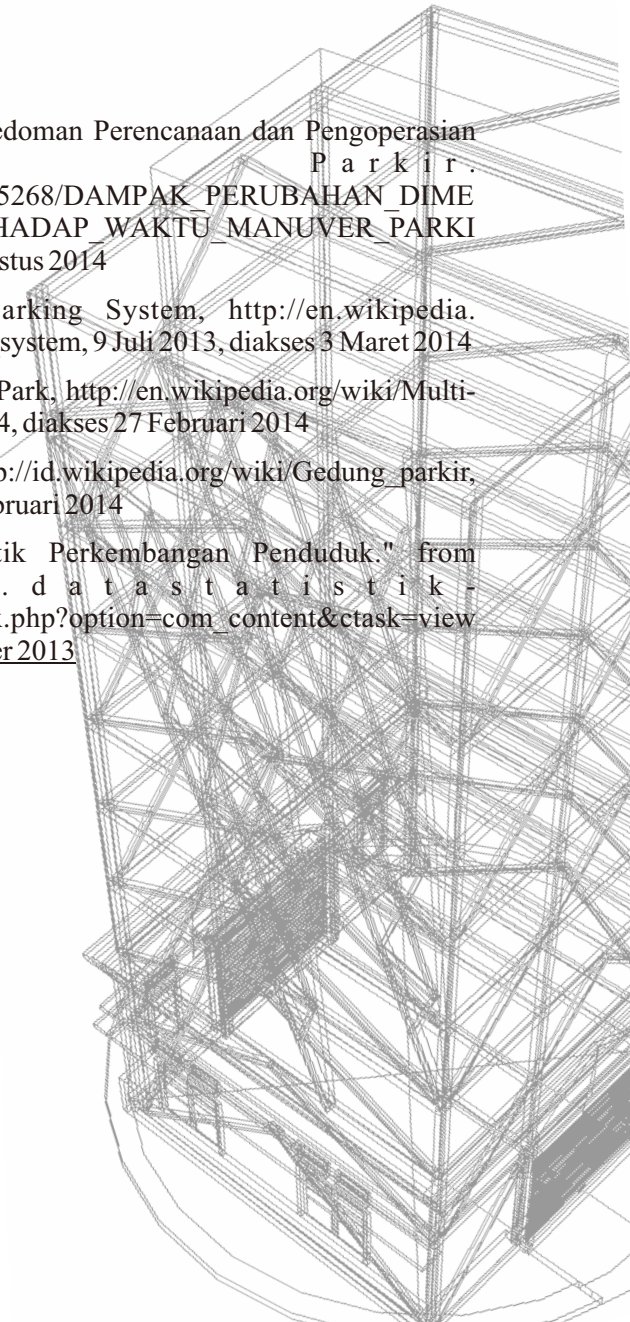 edoman Perencanaan dan Pengoperasian
P a r k i r .
5268/DAMPAK_PERUBAHAN_DIME
HADAP_WAKTU_MANUVER_PARKI
stus 2014
arking System, http://en.wikipedia.
system, 9 Juli 2013, diakses 3 Maret 2014
Park, http://en.wikipedia.org/wiki/Multi-
4, diakses 27 Februari 2014
p://id.wikipedia.org/wiki/Gedung_parkir,
bruari 2014
tik Perkembangan Penduduk." from
. d a t a s t a t i s t i k -
x.php?option=com_content&ctask=view
er 2013